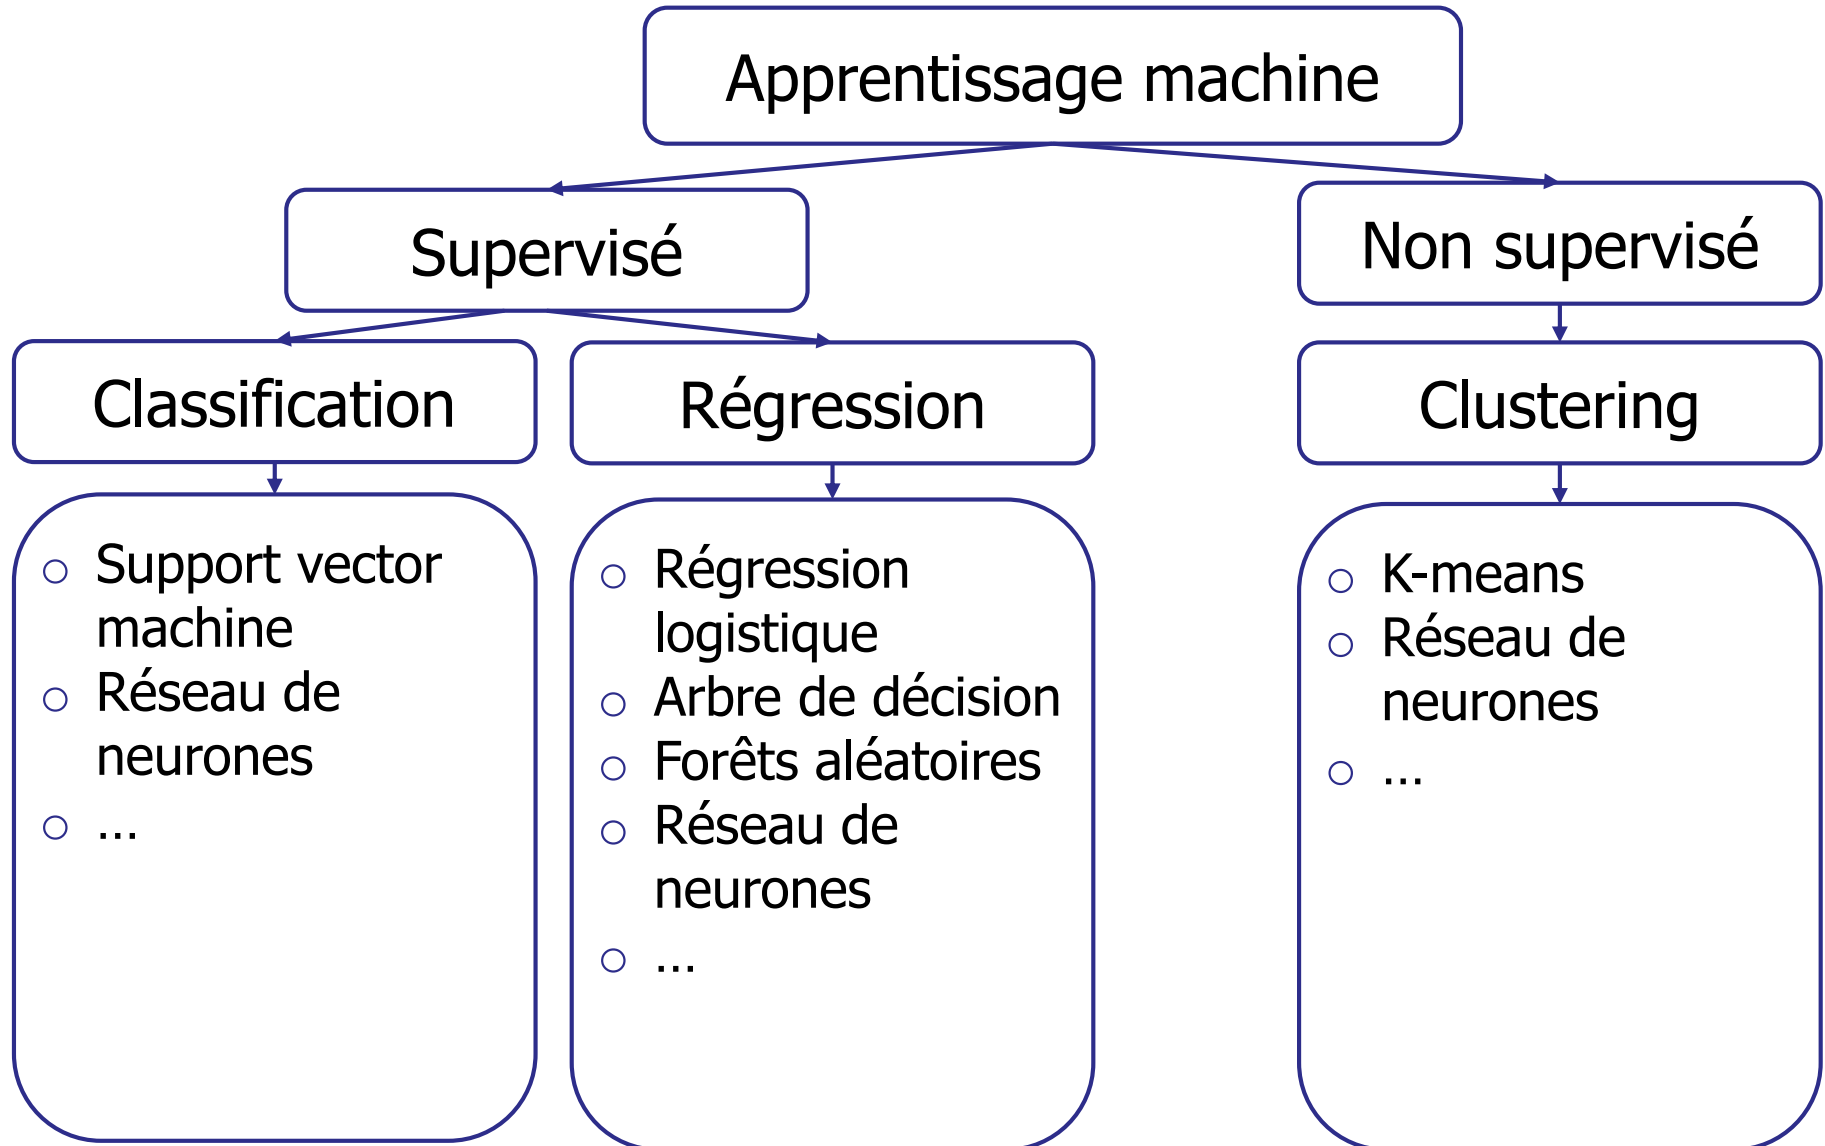 Apprentissage machine
Supervisé
Non supervisé
Classification
Régression
Clustering
○ Support vector
machine
○ Réseau de
neurones
○ ...
○ Régression
logistique
○ Arbre de décision
○ Forêts aléatoires
○ Réseau de
neurones
○ ...
○ K-means
○ Réseau de
neurones
○ ...